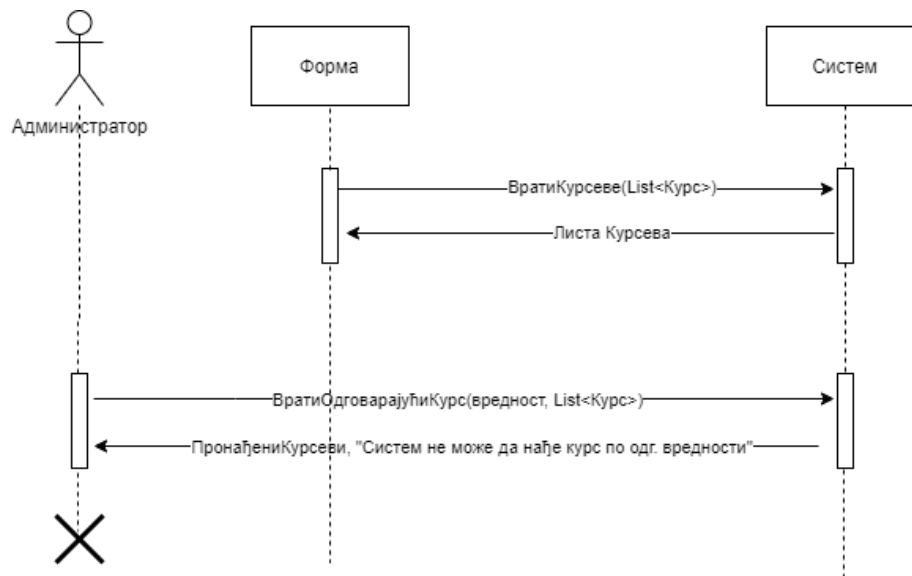 Форма
Систем
Администратор
ВратиКурсеве(List<Курс>)
Листа Курсева
ВратиОдговарајућиКурс(вредност, List<Курс>)
ПронађениКурсеви, "Систем не може да нађе курс по одг. вредности"